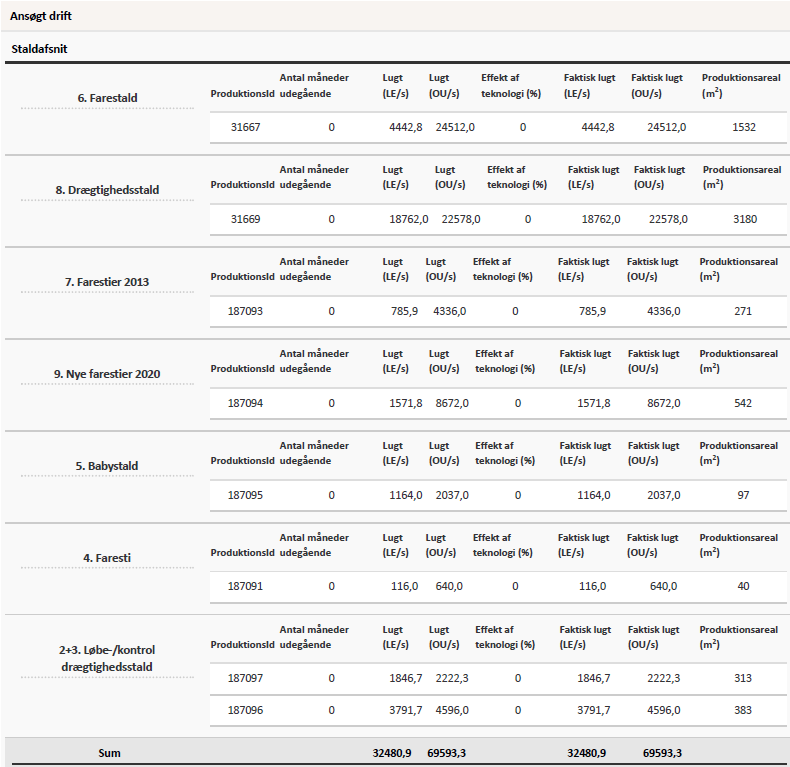 Ansøgt drift
Staldafsnit
6. Farestald
ProduktionsId Antal måneder udegående Lugt (LE/s) Lugt (OU/s) Effekt af teknologi (%) Faktisk lugt (LE/s) Faktisk lugt (OU/s) Produktionsareal (m²)
31667 0 4442,8 24512,0 0 4442,8 24512,0 1532
8. Drægtighedsstald
ProduktionsId Antal måneder udegående Lugt (LE/s) Lugt (OU/s) Effekt af teknologi (%) Faktisk lugt (LE/s) Faktisk lugt (OU/s) Produktionsareal (m²)
31669 0 18762,0 22578,0 0 18762,0 22578,0 3180
7. Farestier 2013
ProduktionsId Antal måneder udegående Lugt (LE/s) Lugt (OU/s) Effekt af teknologi (%) Faktisk lugt (LE/s) Faktisk lugt (OU/s) Produktionsareal (m²)
187093 0 785,9 4336,0 0 785,9 4336,0 271
9. Nye farestier 2020
ProduktionsId Antal måneder udegående Lugt (LE/s) Lugt (OU/s) Effekt af teknologi (%) Faktisk lugt (LE/s) Faktisk lugt (OU/s) Produktionsareal (m²)
187094 0 1571,8 8672,0 0 1571,8 8672,0 542
5. Babystald
ProduktionsId Antal måneder udegående Lugt (LE/s) Lugt (OU/s) Effekt af teknologi (%) Faktisk lugt (LE/s) Faktisk lugt (OU/s) Produktionsareal (m²)
187095 0 1164,0 2037,0 0 1164,0 2037,0 97
4. Faresti
ProduktionsId Antal måneder udegående Lugt (LE/s) Lugt (OU/s) Effekt af teknologi (%) Faktisk lugt (LE/s) Faktisk lugt (OU/s) Produktionsareal (m²)
187091 0 116,0 640,0 0 116,0 640,0 40
2+3. Løbe-/kontrol
drægtighedsstald
ProduktionsId Antal måneder udegående Lugt (LE/s) Lugt (OU/s) Effekt af teknologi (%) Faktisk lugt (LE/s) Faktisk lugt (OU/s) Produktionsareal (m²)
187097 0 1846,7 2222,3 0 1846,7 2222,3 313
187096 0 3791,7 4596,0 0 3791,7 4596,0 383
Sum 32480,9 69593,3 32480,9 69593,3